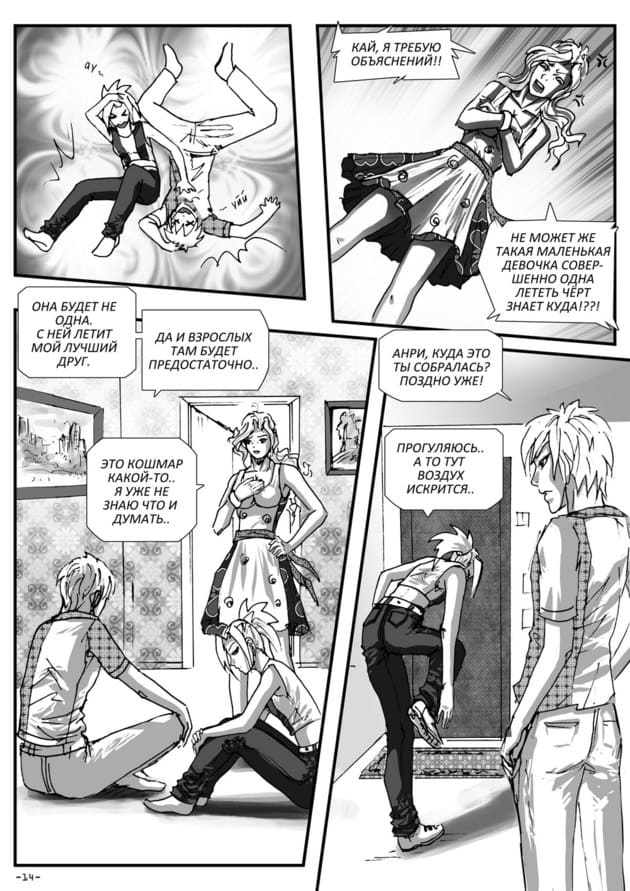 АУ..
УЙЙ
КАЙ, Я ТРЕБУЮ
ОБЪЯСНЕНИЙ!!
НЕ МОЖЕТ ЖЕ
ТАКАЯ МАЛЕНЬКАЯ
ДЕВОЧКА СОВЕР-
ШЕННО ОДНА
ЛЕТЕТЬ ЧЁРТ
ЗНАЕТ КУДА!??!
ОНА БУДЕТ НЕ
ОДНА.
С НЕЙ ЛЕТИТ
МОЙ ЛУЧШИЙ
ДРУГ.
ДА И ВЗРОСЛЫХ
ТАМ БУДЕТ
ПРЕДОСТАТОЧНО..
ЭТО КОШМАР
КАКОЙ-ТО..
Я УЖЕ НЕ
ЗНАЮ ЧТО И
ДУМАТЬ..
АНРИ, КУДА ЭТО
ТЫ СОБРАЛАСЬ?
ПОЗДНО УЖЕ!
ПРОГУЛЯЮСЬ..
А ТО ТУТ
ВОЗДУХ
ИСКРИТСЯ..
-14-